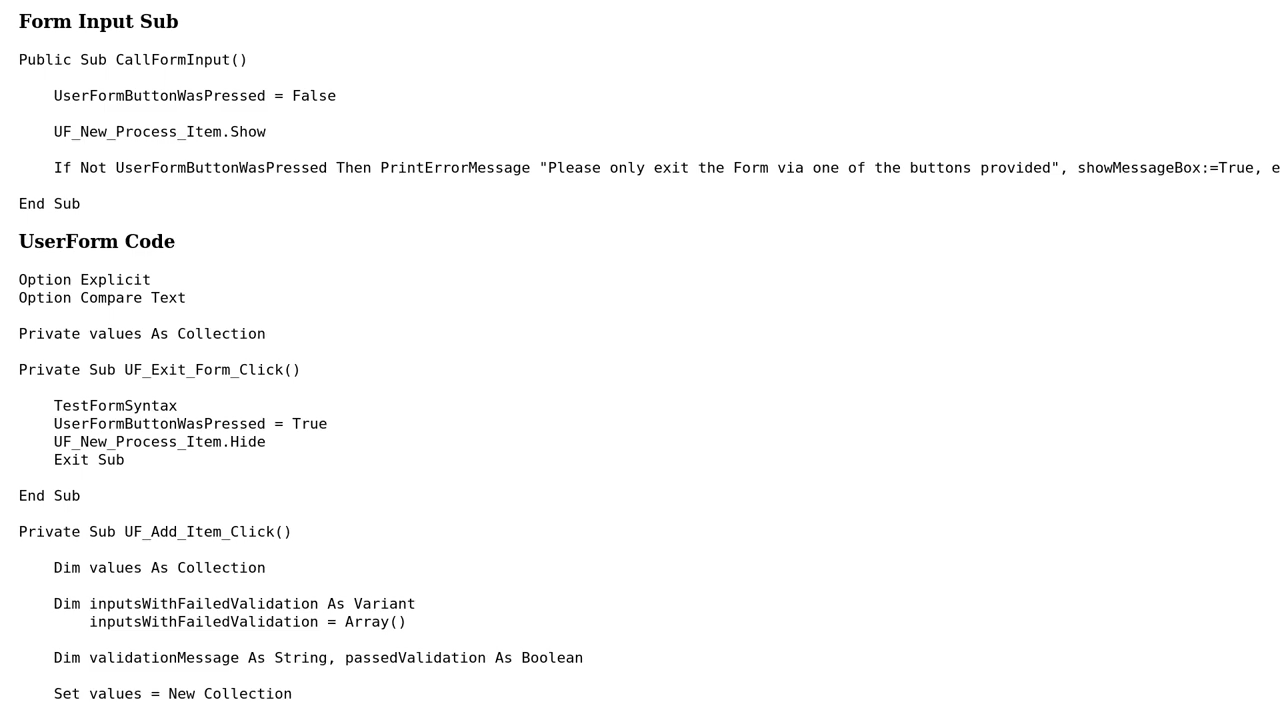 Form Input Sub
Public Sub CallFormInput()
    UserFormButtonWasPressed = False
    UF_New_Process_Item.Show
    If Not UserFormButtonWasPressed Then PrintErrorMessage "Please only exit the Form via one of the buttons provided", showMessageBox:=True, e
End Sub
UserForm Code
Option Explicit
Option Compare Text
Private values As Collection
Private Sub UF_Exit_Form_Click()
    TestFormSyntax
    UserFormButtonWasPressed = True
    UF_New_Process_Item.Hide
    Exit Sub
End Sub
Private Sub UF_Add_Item_Click()
    Dim values As Collection
    Dim inputsWithFailedValidation As Variant
        inputsWithFailedValidation = Array()
    Dim validationMessage As String, passedValidation As Boolean
    Set values = New Collection